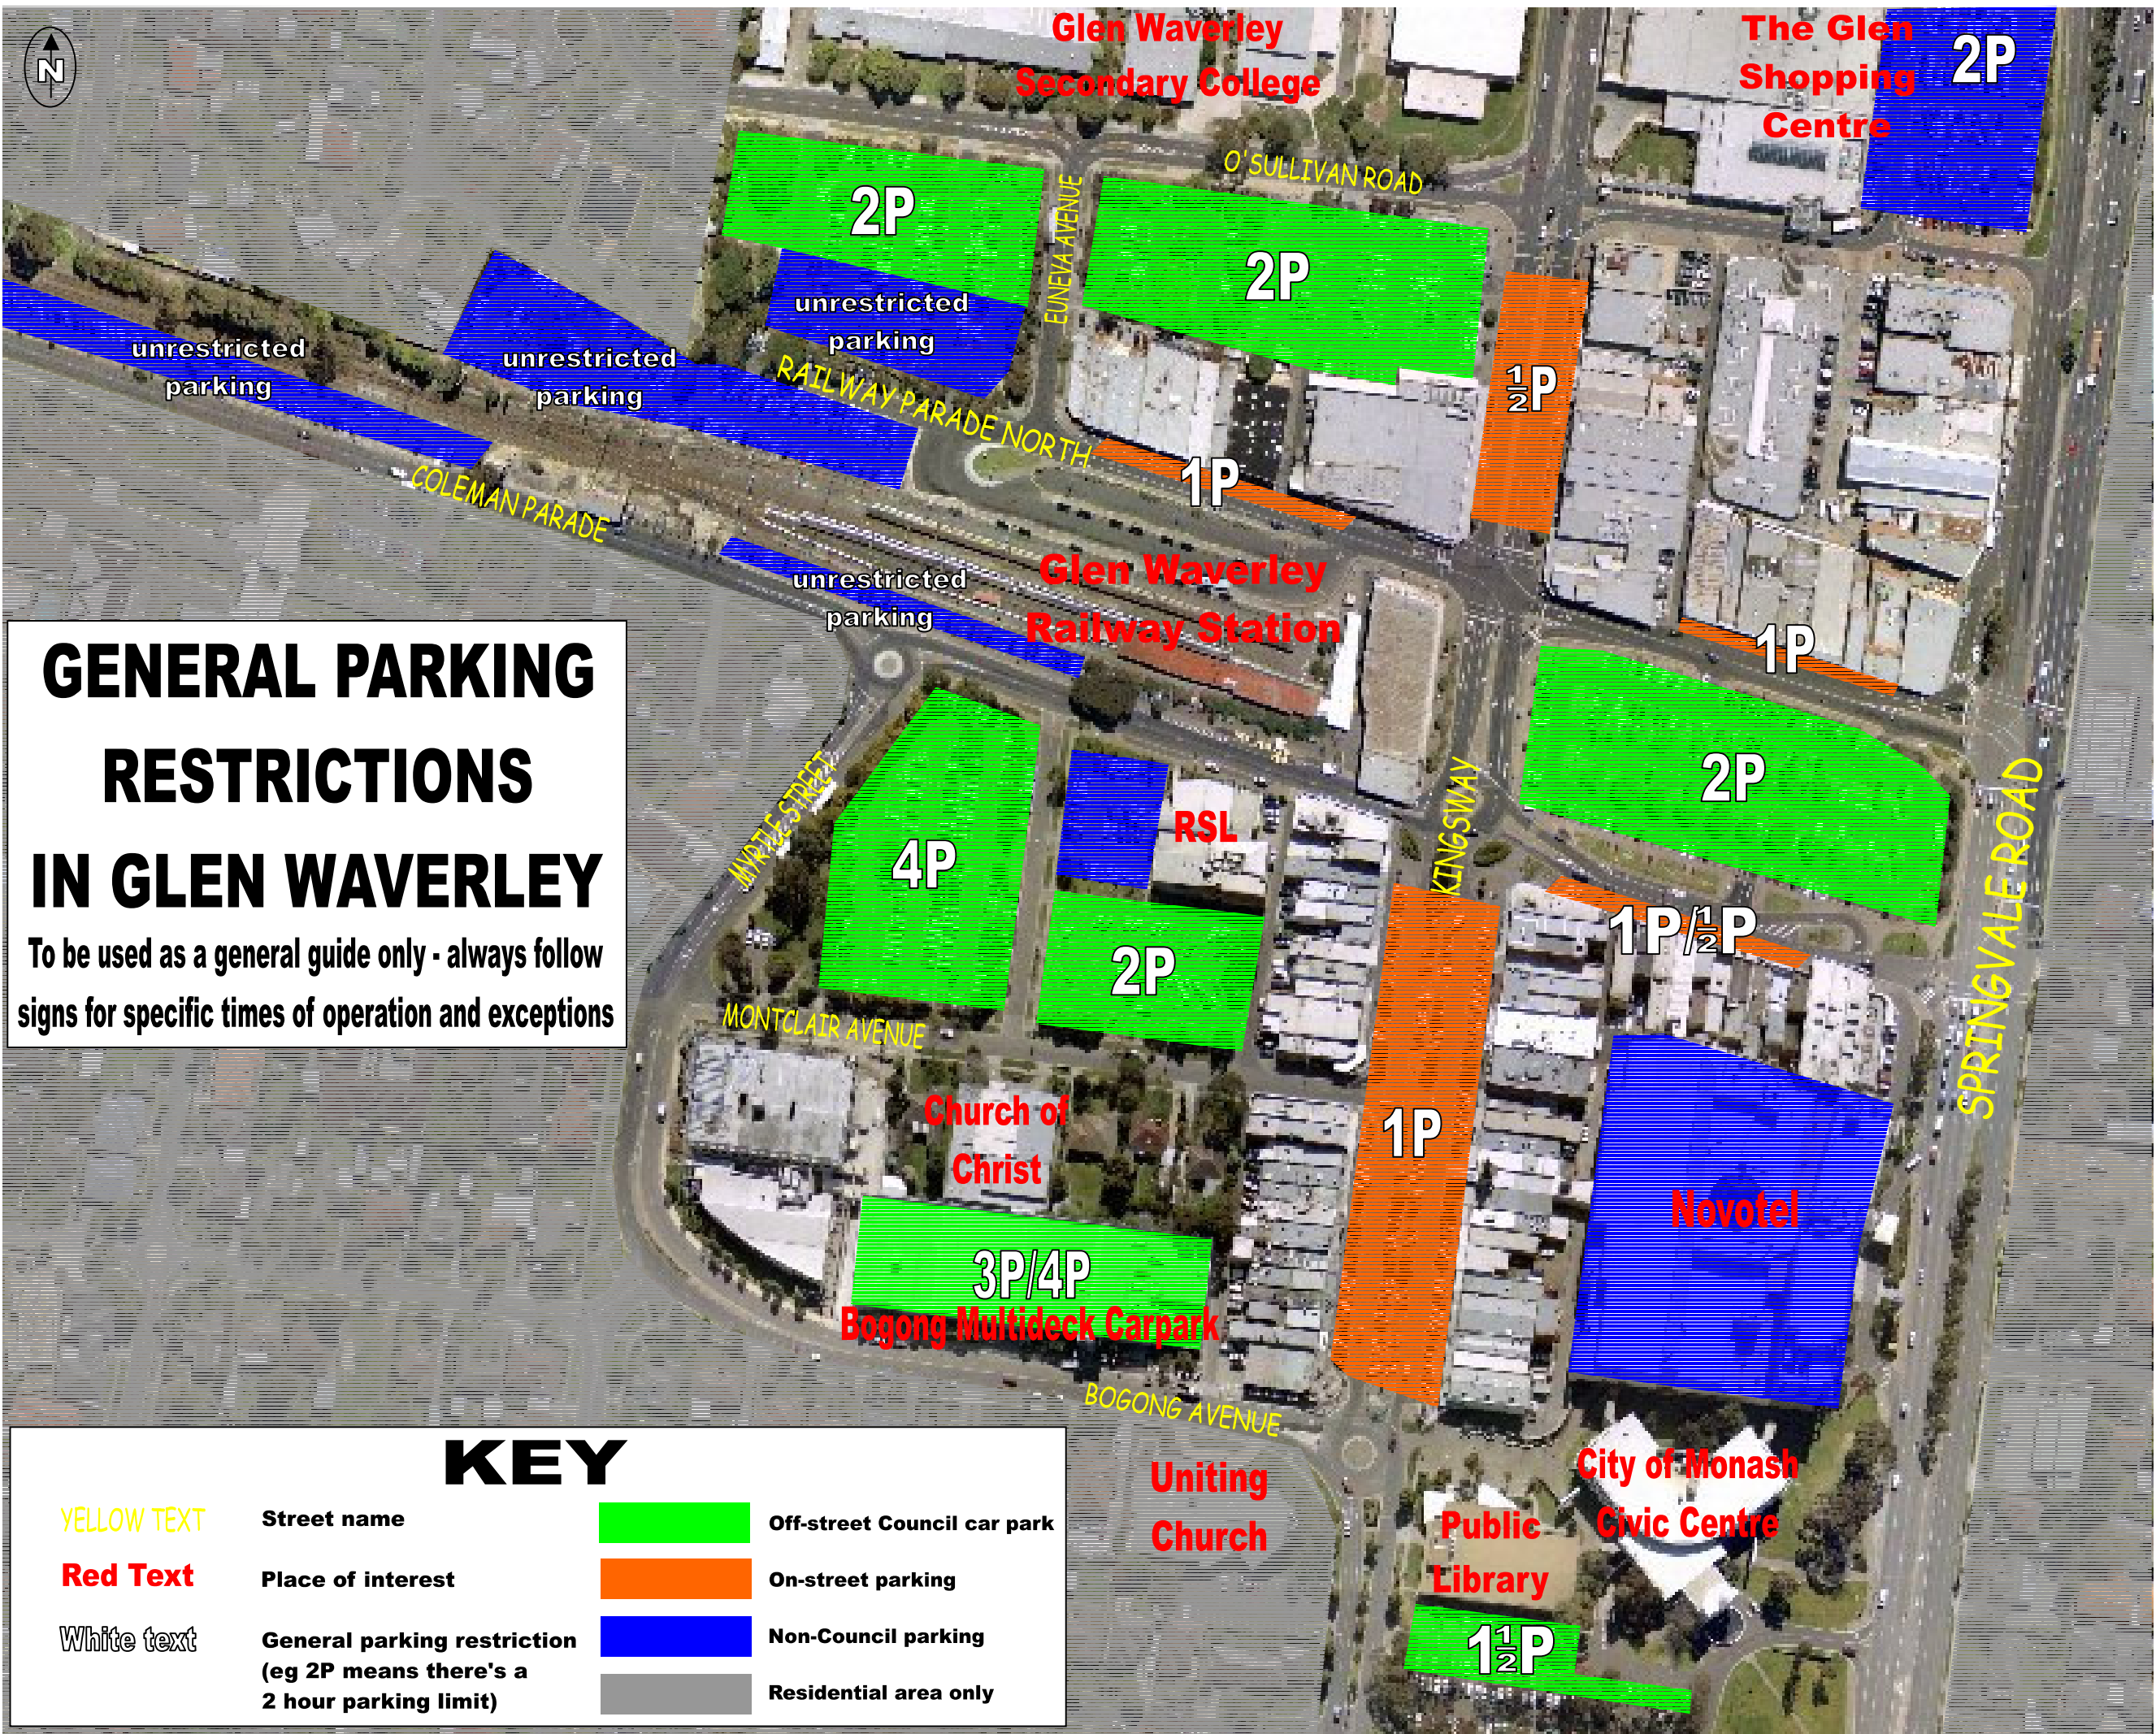 N
Glen Waverley
Secondary College
The Glen
Shopping
Centre
2P
O'SULLIVAN ROAD
2P
EUNEVA AVENUE
2P
unrestricted
parking
unrestricted
parking
unrestricted
parking
RAILWAY PARADE NORTH
½P
1P
COLEMAN PARADE
Glen Waverley
Railway Station
unrestricted
parking
1P
2P
GENERAL PARKING
RESTRICTIONS
IN GLEN WAVERLEY
To be used as a general guide only - always follow
signs for specific times of operation and exceptions
MYRTLE STREET
4P
RSL
KINGSWAY
SPRINGVALE ROAD
2P
1P/½P
MONTCLAIR AVENUE
Church of
Christ
1P
Novotel
3P/4P
Bogong Multideck Carpark
BOGONG AVENUE
Uniting
Church
City of Monash
Civic Centre
Public
Library
1½P
KEY
YELLOW TEXT
Street name
Off-street Council car park
Red Text
Place of interest
On-street parking
White text
General parking restriction
(eg 2P means there's a
2 hour parking limit)
Non-Council parking
Residential area only